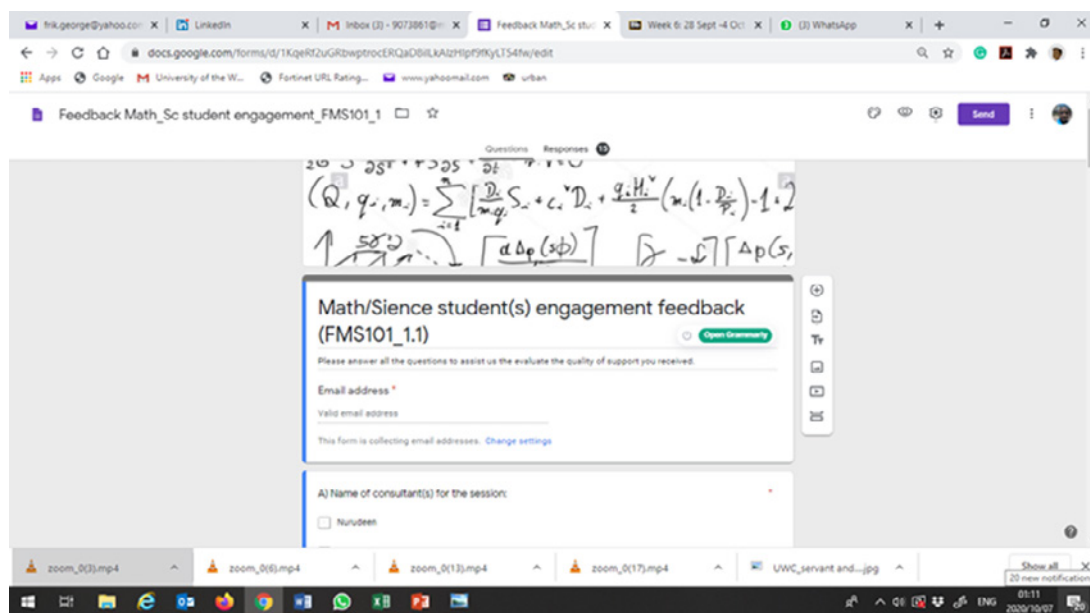 frik.george@yahoo.con
LinkedIn
Inbox (3) - 9073861@
Feedback Math_Sc stud
Week 6: 28 Sept -4 Oct
(3) WhatsApp
docs.google.com/forms/d/
/edit
Apps
Google
University of the W...
Fortinet URL Rating...
www.yahoomail.com
urban
Feedback Math_Sc student engagement_FMS101_1
Send
Questions Responses 15
Math/Sience student(s) engagement feedback
(FMS101_1.1)
Open Grammarly
Please answer all the questions to assist us the evaluate the quality of support you received.
Email address *
Valid email address
This form is collecting email addresses. Change settings
A) Name of consultant(s) for the session: *
Nurudeen
zoom_0(3).mp4
zoom_0(6).mp4
zoom_0(13).mp4
zoom_0(17).mp4
UWC_servant and....jpg
Show all
20 new notification
ENG
01:11
2020/10/07